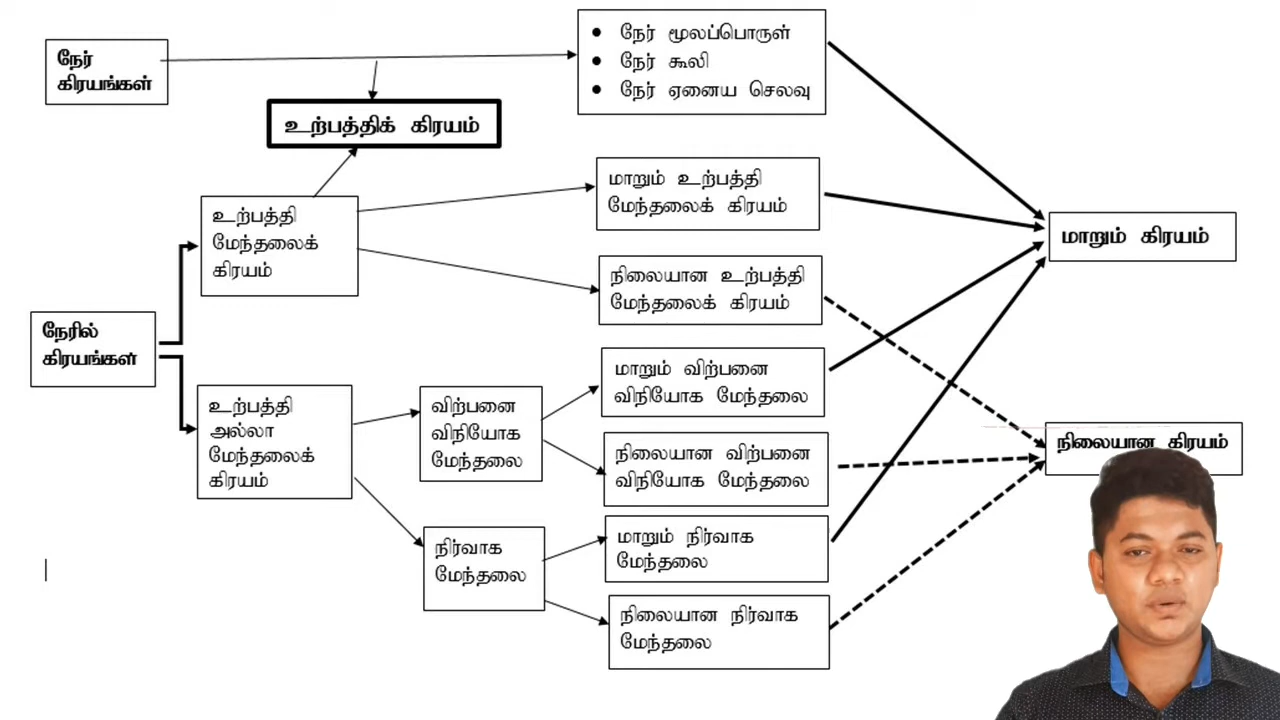 நேர்
கிரயங்கள்
நேர் மூலப்பொருள்
நேர் கூலி
நேர் ஏனைய செலவு
உற்பத்திக் கிரயம்
உற்பத்தி
மேந்தலைக்
கிரயம்
மாறும் உற்பத்தி
மேந்தலைக் கிரயம்
மாறும் கிரயம்
நிலையான உற்பத்தி
மேந்தலைக் கிரயம்
நேரில்
கிரயங்கள்
உற்பத்தி
அல்லா
மேந்தலைக்
கிரயம்
விற்பனை
விநியோக
மேந்தலை
மாறும் விற்பனை
விநியோக மேந்தலை
நிலையான விற்பனை
விநியோக மேந்தலை
நிலையான கிரயம்
நிர்வாக
மேந்தலை
மாறும் நிர்வாக
மேந்தலை
நிலையான நிர்வாக
மேந்தலை